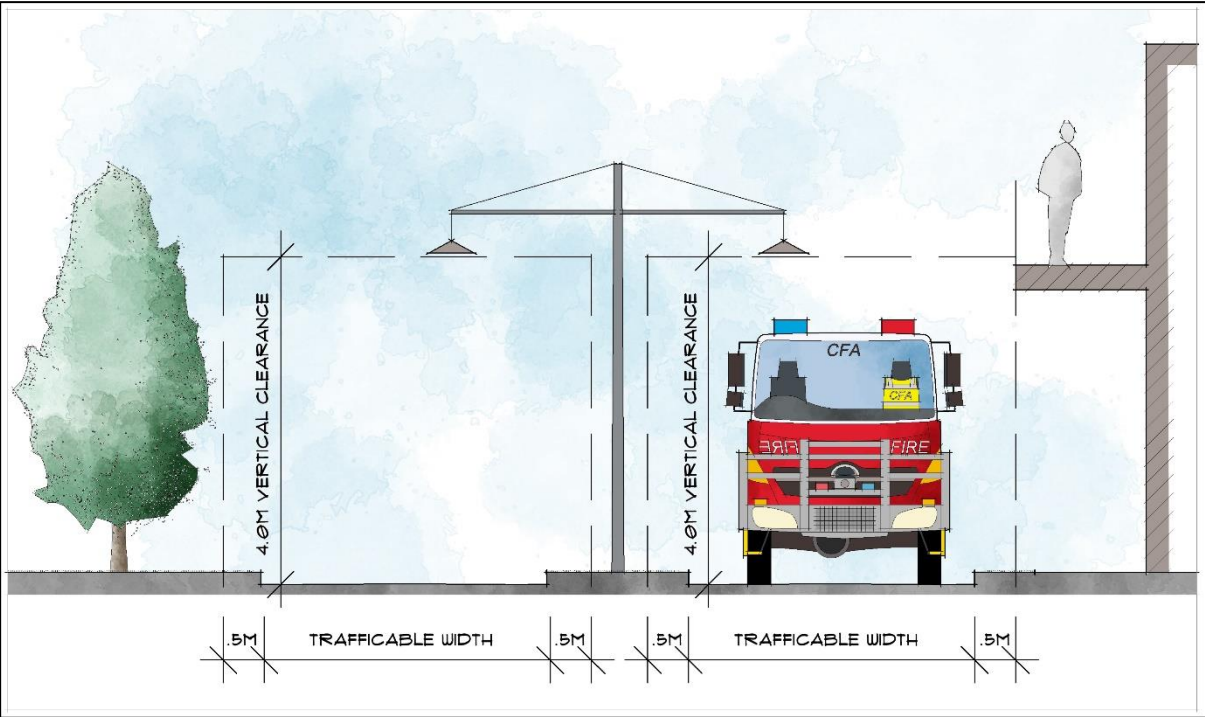 CFA
CFA
FIRE
FIRE
4.0M VERTICAL CLEARANCE
4.0M VERTICAL CLEARANCE
.5M TRAFFICABLE WIDTH .5M
.5M TRAFFICABLE WIDTH .5M